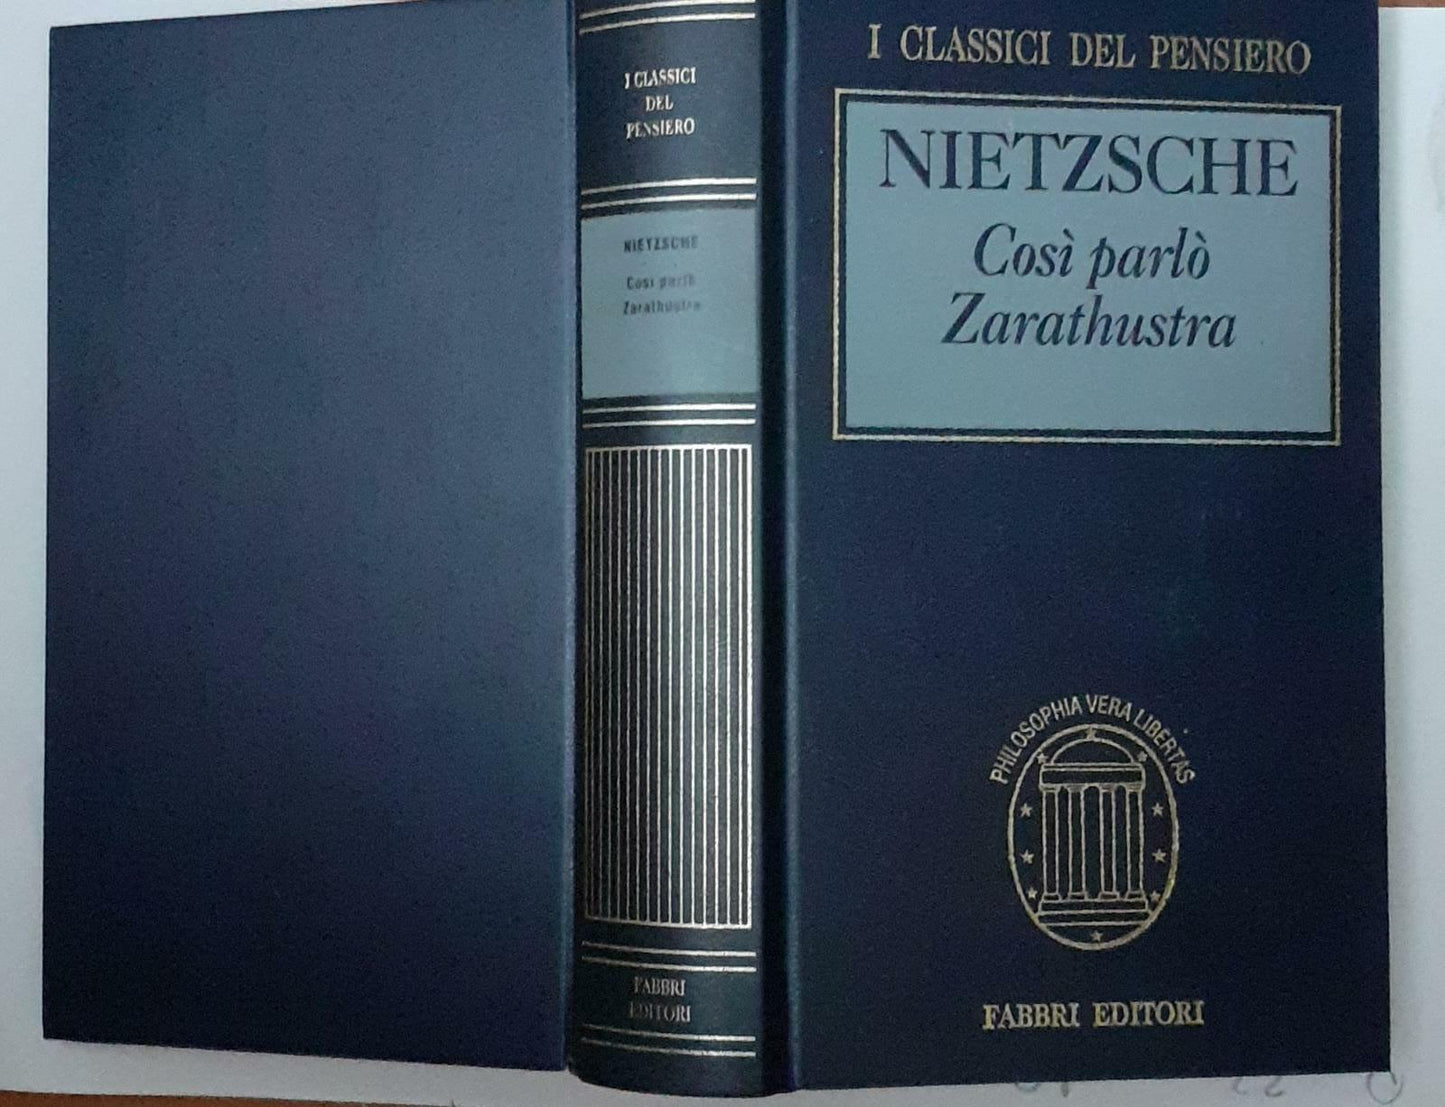 I CLASSICI
DEL
PENSIERO
NIETZSCHE
Così parlò
Zarathustra
FABBRI
EDITORI
I CLASSICI DEL PENSIERO
NIETZSCHE
Così parlò
Zarathustra
PHILOSOPHIA VERA LIBERTAS
FABBRI EDITORI